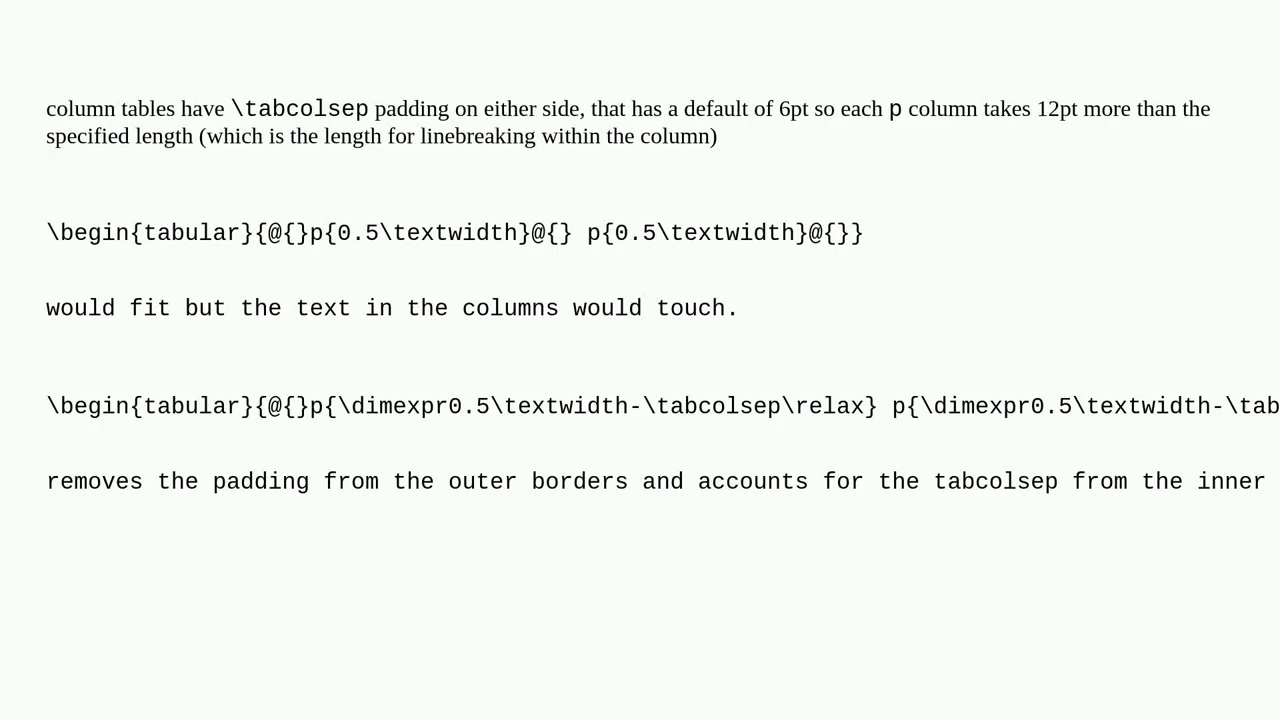 column tables have \tabcolsep padding on either side, that has a default of 6pt so each p column takes 12pt more than the
specified length (which is the length for linebreaking within the column)
\begin{tabular}{@{}p{0.5\textwidth}@{} p{0.5\textwidth}@{}}
would fit but the text in the columns would touch.
\begin{tabular}{@{}p{\dimexpr0.5\textwidth-\tabcolsep\relax} p{\dimexpr0.5\textwidth-\tab
removes the padding from the outer borders and accounts for the tabcolsep from the inner